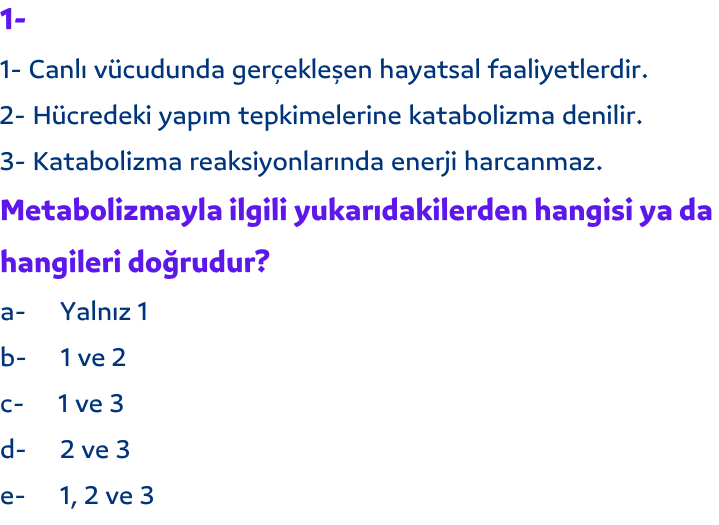 1-
1- Canlı vücudunda gerçekleşen hayatsal faaliyetlerdir.
2- Hücredeki yapım tepkimelerine katabolizma denilir.
3- Katabolizma reaksiyonlarında enerji harcanmaz.
Metabolizmayla ilgili yukarıdakilerden hangisi ya da
hangileri doğrudur?
a- Yalnız 1
b- 1 ve 2
c- 1 ve 3
d- 2 ve 3
e- 1, 2 ve 3